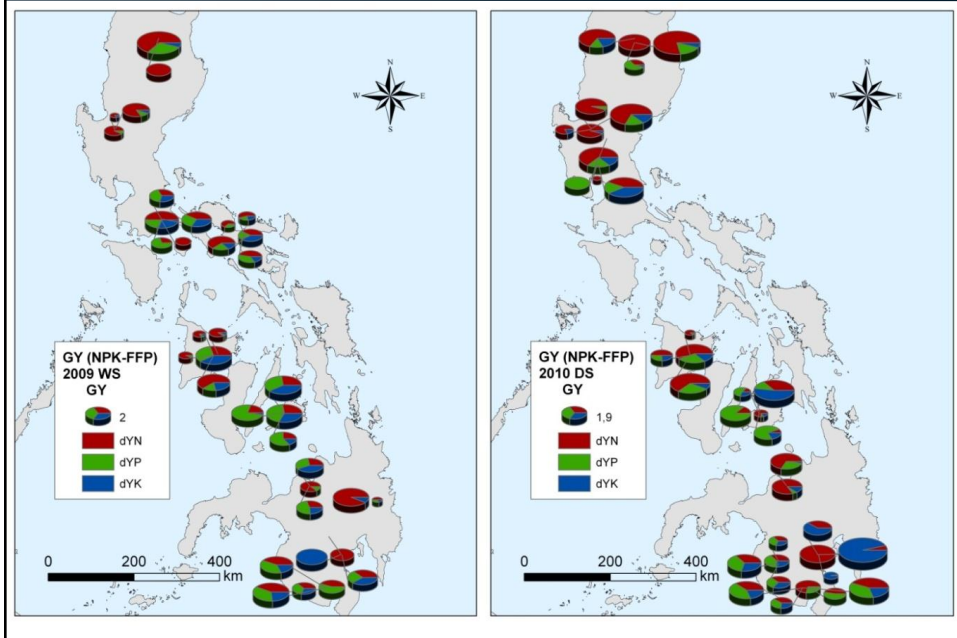 N
W E
S
GY (NPK-FFP)
2009 WS
GY
2
dYN
dYP
dYK
0 200 400
km
N
W E
S
GY (NPK-FFP)
2010 DS
GY
1,9
dYN
dYP
dYK
0 200 400
km